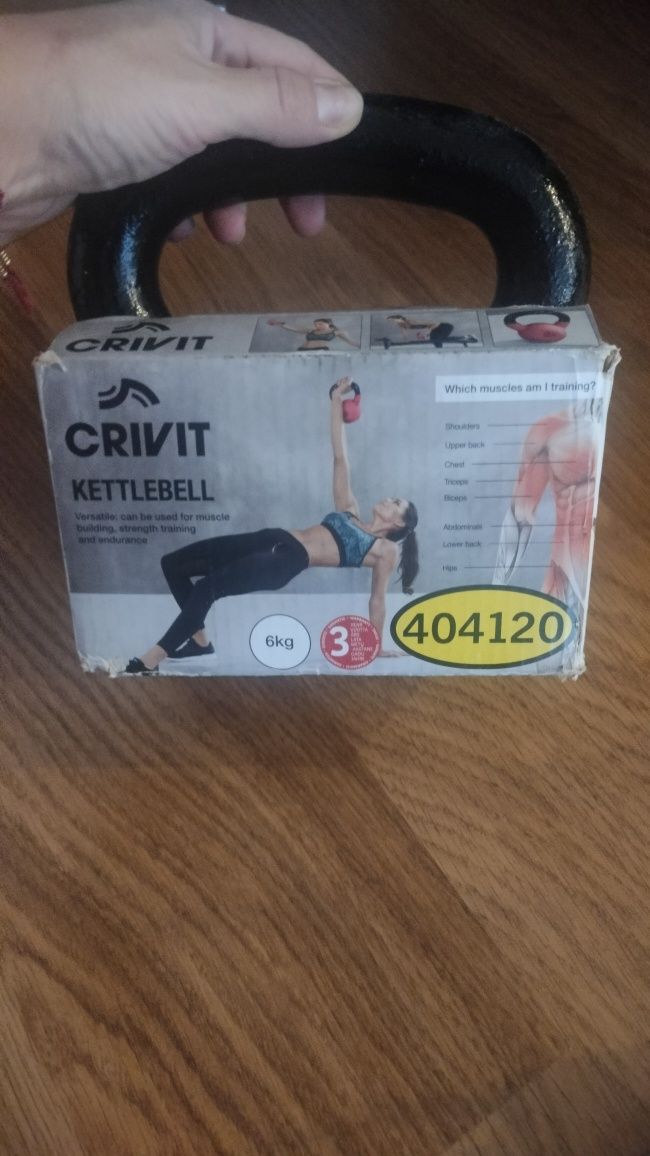 CRIVIT
Which muscles am I training?
CRIVIT
KETTLEBELL
Versatile: can be used for muscle
building, strength training
and endurance
Shoulders
Upper back
Chest
Triceps
Biceps
Abdominals
Lower back
Hips
6kg
3
404120